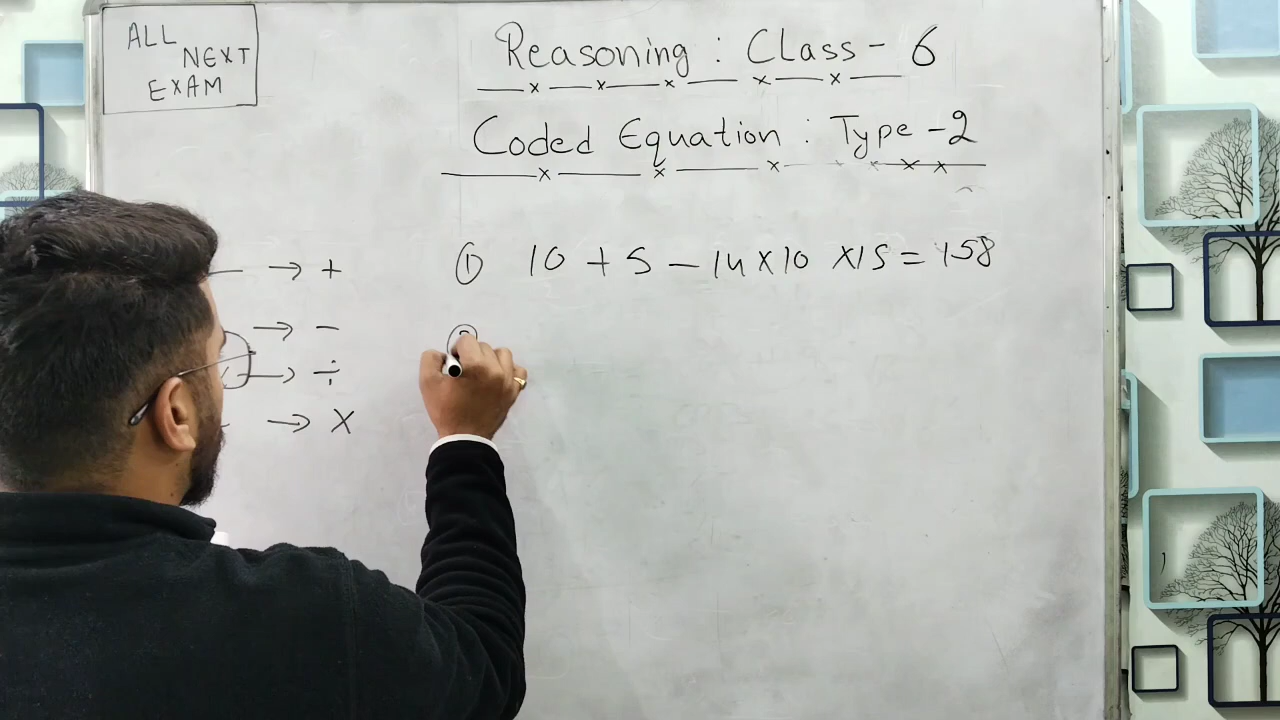 ALL
NEXT
EXAM
Reasoning : Class - 6
Coded Equation : Type - 2
→ +
→ −
→ ÷
→ ×
① 10 + 5 − 14 × 10 × 15 = 158